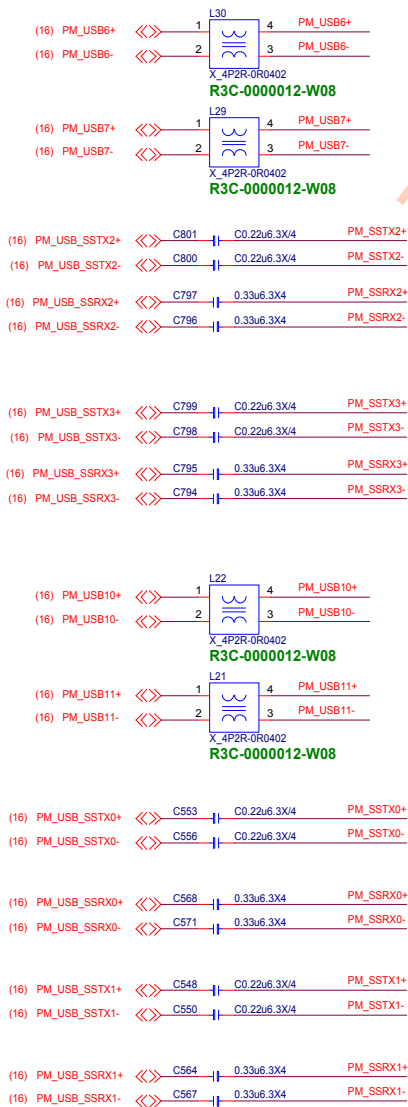 L30
(16) PM_USB6+ 1 4 PM_USB6+
(16) PM_USB6- 2 3 PM_USB6-
X_4P2R-0R0402
R3C-0000012-W08
L29
(16) PM_USB7+ 1 4 PM_USB7+
(16) PM_USB7- 2 3 PM_USB7-
X_4P2R-0R0402
R3C-0000012-W08
(16) PM_USB_SSTX2+ C801 C0.22u6.3X/4 PM_SSTX2+
(16) PM_USB_SSTX2- C800 C0.22u6.3X/4 PM_SSTX2-
(16) PM_USB_SSRX2+ C797 0.33u6.3X4 PM_SSRX2+
(16) PM_USB_SSRX2- C796 0.33u6.3X4 PM_SSRX2-
(16) PM_USB_SSTX3+ C799 C0.22u6.3X/4 PM_SSTX3+
(16) PM_USB_SSTX3- C798 C0.22u6.3X/4 PM_SSTX3-
(16) PM_USB_SSRX3+ C795 0.33u6.3X4 PM_SSRX3+
(16) PM_USB_SSRX3- C794 0.33u6.3X4 PM_SSRX3-
L22
(16) PM_USB10+ 1 4 PM_USB10+
(16) PM_USB10- 2 3 PM_USB10-
X_4P2R-0R0402
R3C-0000012-W08
L21
(16) PM_USB11+ 1 4 PM_USB11+
(16) PM_USB11- 2 3 PM_USB11-
X_4P2R-0R0402
R3C-0000012-W08
(16) PM_USB_SSTX0+ C553 C0.22u6.3X/4 PM_SSTX0+
(16) PM_USB_SSTX0- C556 C0.22u6.3X/4 PM_SSTX0-
(16) PM_USB_SSRX0+ C568 0.33u6.3X4 PM_SSRX0+
(16) PM_USB_SSRX0- C571 0.33u6.3X4 PM_SSRX0-
(16) PM_USB_SSTX1+ C548 C0.22u6.3X/4 PM_SSTX1+
(16) PM_USB_SSTX1- C550 C0.22u6.3X/4 PM_SSTX1-
(16) PM_USB_SSRX1+ C564 0.33u6.3X4 PM_SSRX1+
(16) PM_USB_SSRX1- C567 0.33u6.3X4 PM_SSRX1-